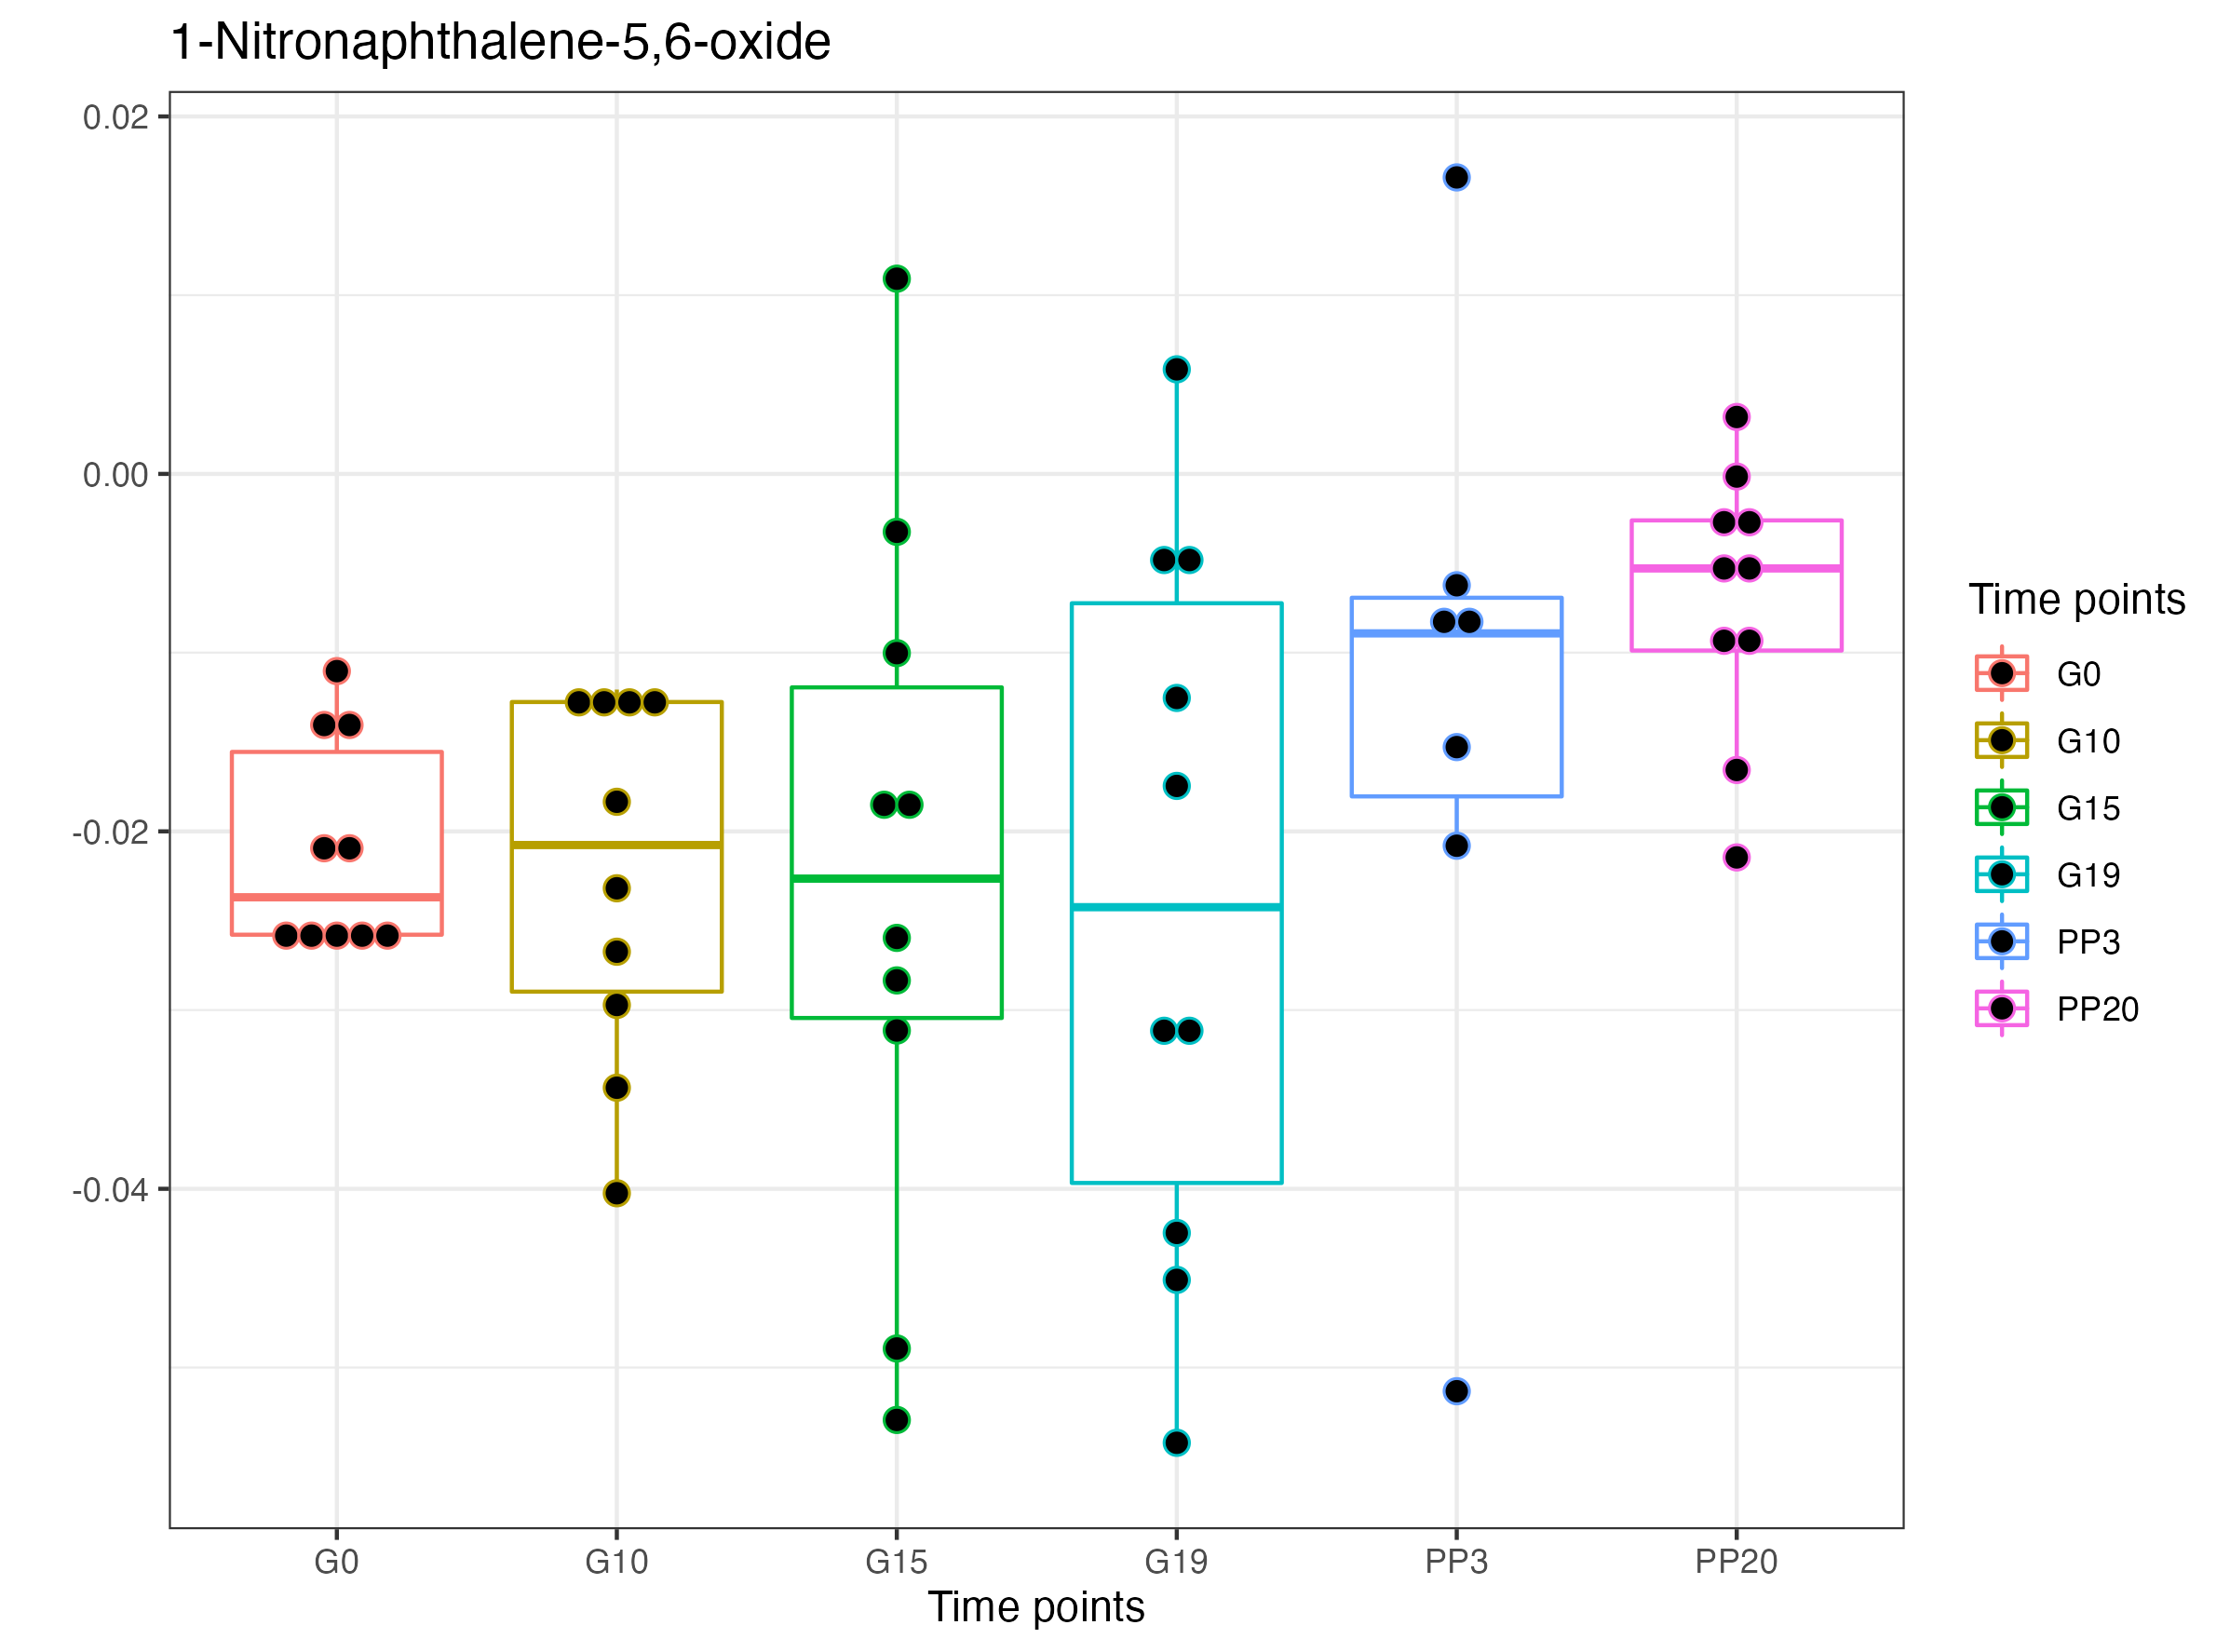 1-Nitronaphthalene-5,6-oxide
0.02
0.00
-0.02
-0.04
G0
G10
G15
G19
PP3
PP20
Time points
Time points
G0
G10
G15
G19
PP3
PP20